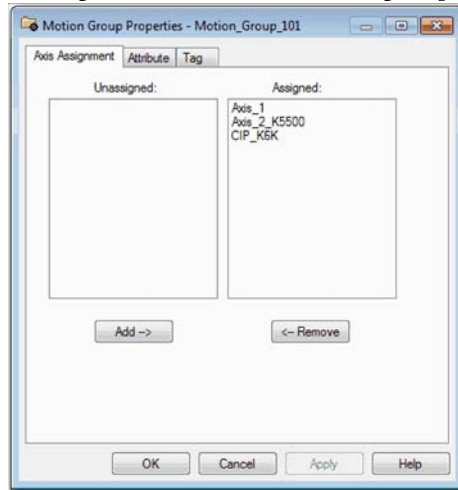 Motion Group Properties - Motion_Group_101
Axis Assignment Attribute Tag
Unassigned: Assigned:
Axis_1
Axis_2_K5500
CIP_K6K
Add --> <-- Remove
OK Cancel Apply Help